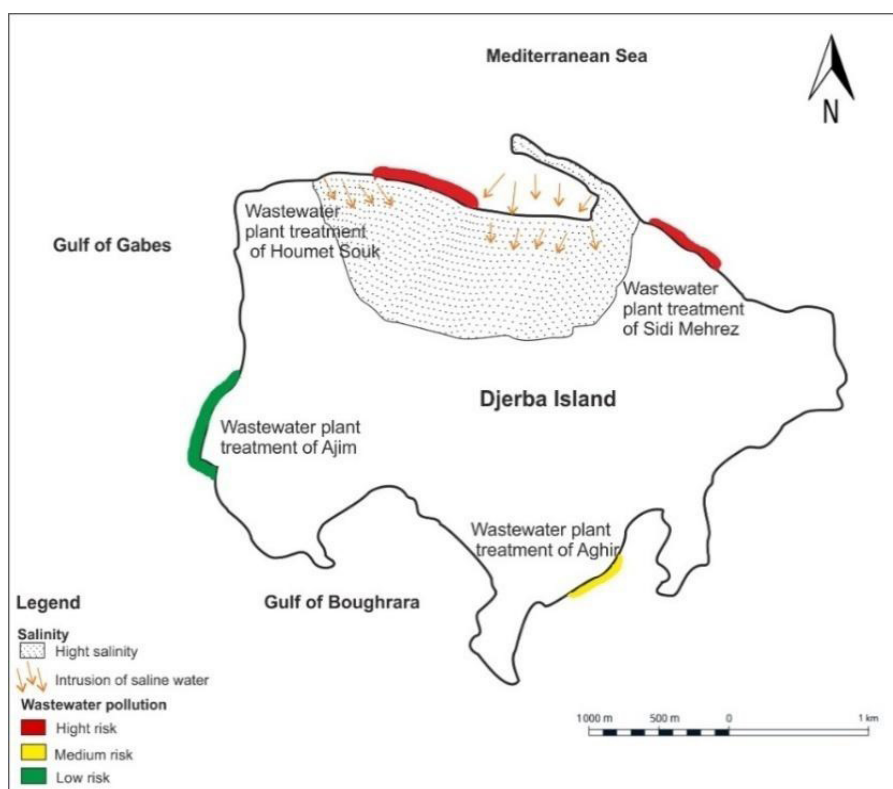 Mediterranean Sea
N
Wastewater
plant treatment
of Houmet Souk
Gulf of Gabes
Wastewater
plant treatment
of Sidi Mehrez
Djerba Island
Wastewater plant
treatment of Ajim
Wastewater plant
treatment of Aghir
Gulf of Boughrara
Legend
Salinity
Hight salinity
Intrusion of saline water
Wastewater pollution
Hight risk
Medium risk
Low risk
1000 m 500 m 0 1 km